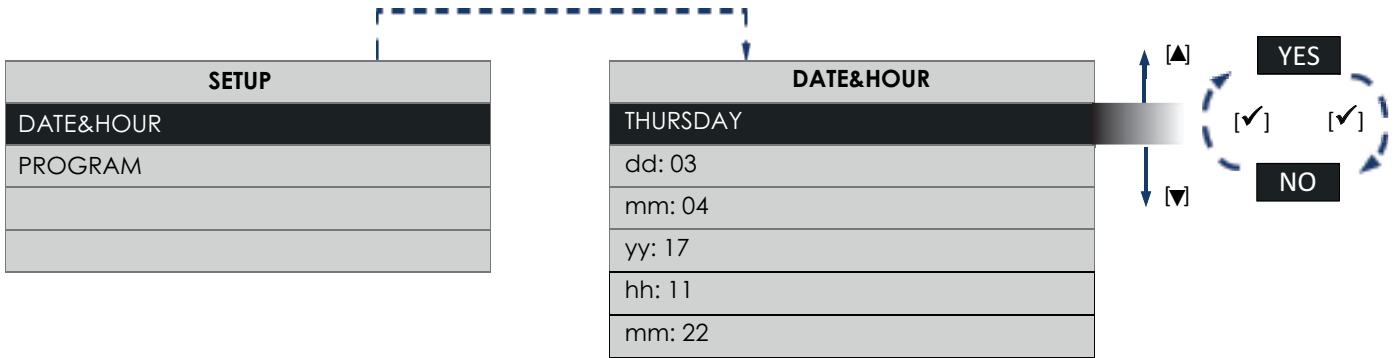 SETUP
DATE&HOUR
PROGRAM
DATE&HOUR
THURSDAY
dd: 03
mm: 04
yy: 17
hh: 11
mm: 22
[▲]
[▼]
YES
[✔] [✔]
NO